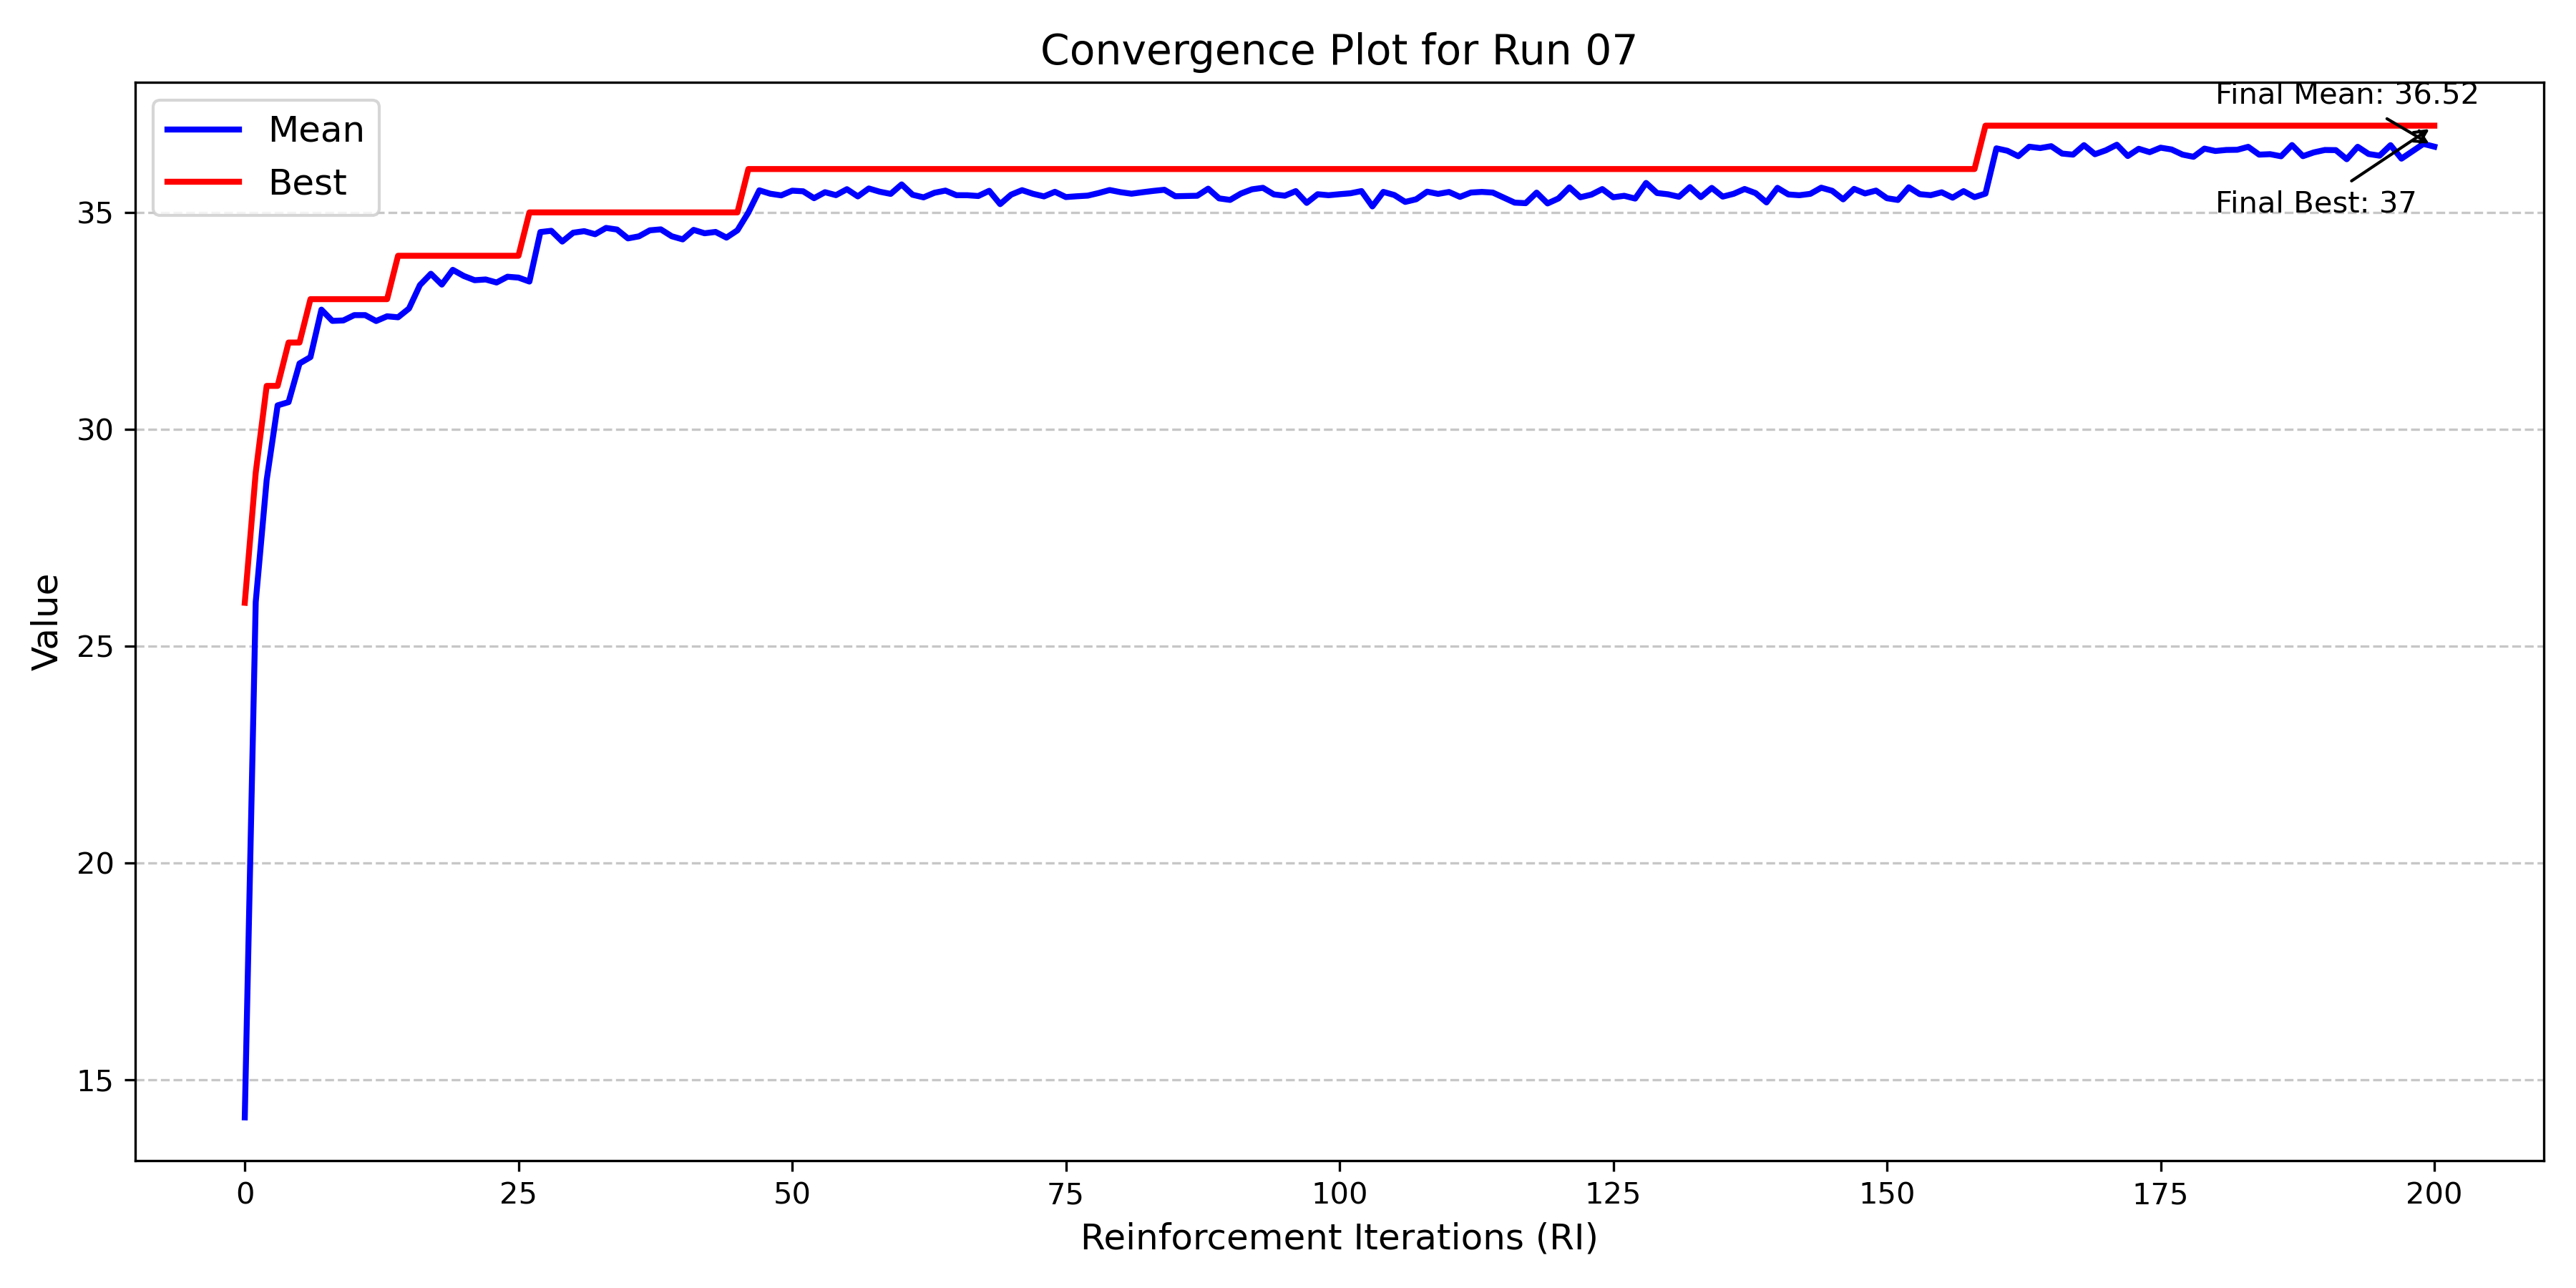 Convergence Plot for Run 07
Mean
Best
Final Mean: 36.52
Final Best: 37
Value
35
30
25
20
15
0 25 50 75 100 125 150 175 200
Reinforcement Iterations (RI)